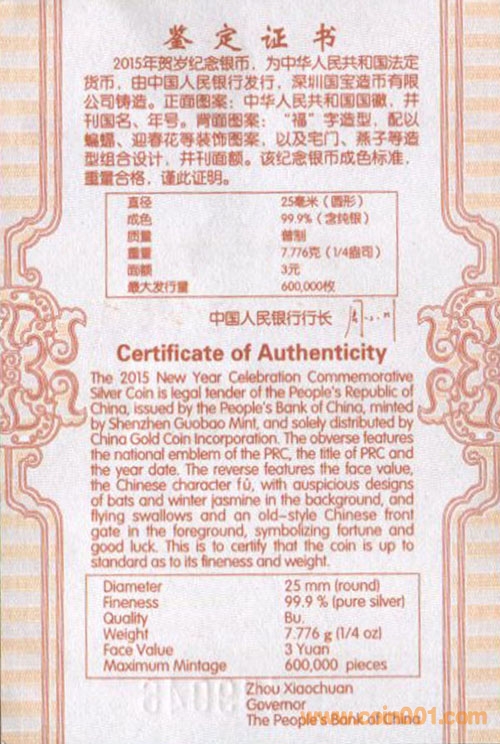 鉴定证书
2015年贺岁纪念银币，为中华人民共和国法定
货币，由中国人民银行发行，深圳国宝造币有限
公司铸造。正面图案：中华人民共和国国徽，并
刊国名、年号。背面图案：“福”字造型，配以
蝙蝠、迎春花等装饰图案，以及宅门、燕子等造
型组合设计，并刊面额。该纪念银币成色标准，
重量合格，谨此证明。
直径 25毫米（圆形）
成色 99.9%（含纯银）
质量 普制
重量 7.776克（1/4盎司）
面额 3元
最大发行量 600,000枚
中国人民银行行长
Certificate of Authenticity
The 2015 New Year Celebration Commemorative
Silver Coin is legal tender of the People's Republic of
China, issued by the People's Bank of China, minted
by Shenzhen Guobao Mint, and solely distributed by
China Gold Coin Incorporation. The obverse features
the national emblem of the PRC, the title of PRC and
the year date. The reverse features the face value,
the Chinese character fú, with auspicious designs
of bats and winter jasmine in the background, and
flying swallows and an old-style Chinese front
gate in the foreground, symbolizing fortune and
good luck. This is to certify that the coin is up to
standard as to its fineness and weight.
Diameter 25 mm (round)
Fineness 99.9 % (pure silver)
Quality Bu.
Weight 7.776 g (1/4 oz)
Face Value 3 Yuan
Maximum Mintage 600,000 pieces
Zhou Xiaochuan
Governor
The People's Bank of China
www.coin001.com